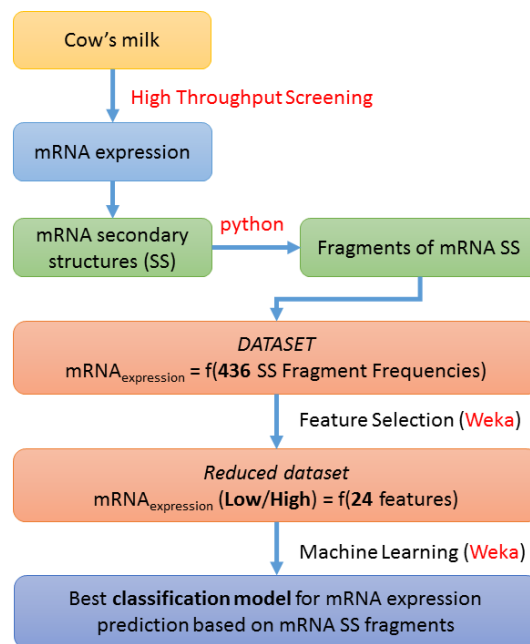 Cow's milk
High Throughput Screening
mRNA expression
mRNA secondary
structures (SS)
python
Fragments of mRNA SS
DATASET
mRNAexpression = f(436 SS Fragment Frequencies)
Feature Selection (Weka)
Reduced dataset
mRNAexpression (Low/High) = f(24 features)
Machine Learning (Weka)
Best classification model for mRNA expression
prediction based on mRNA SS fragments